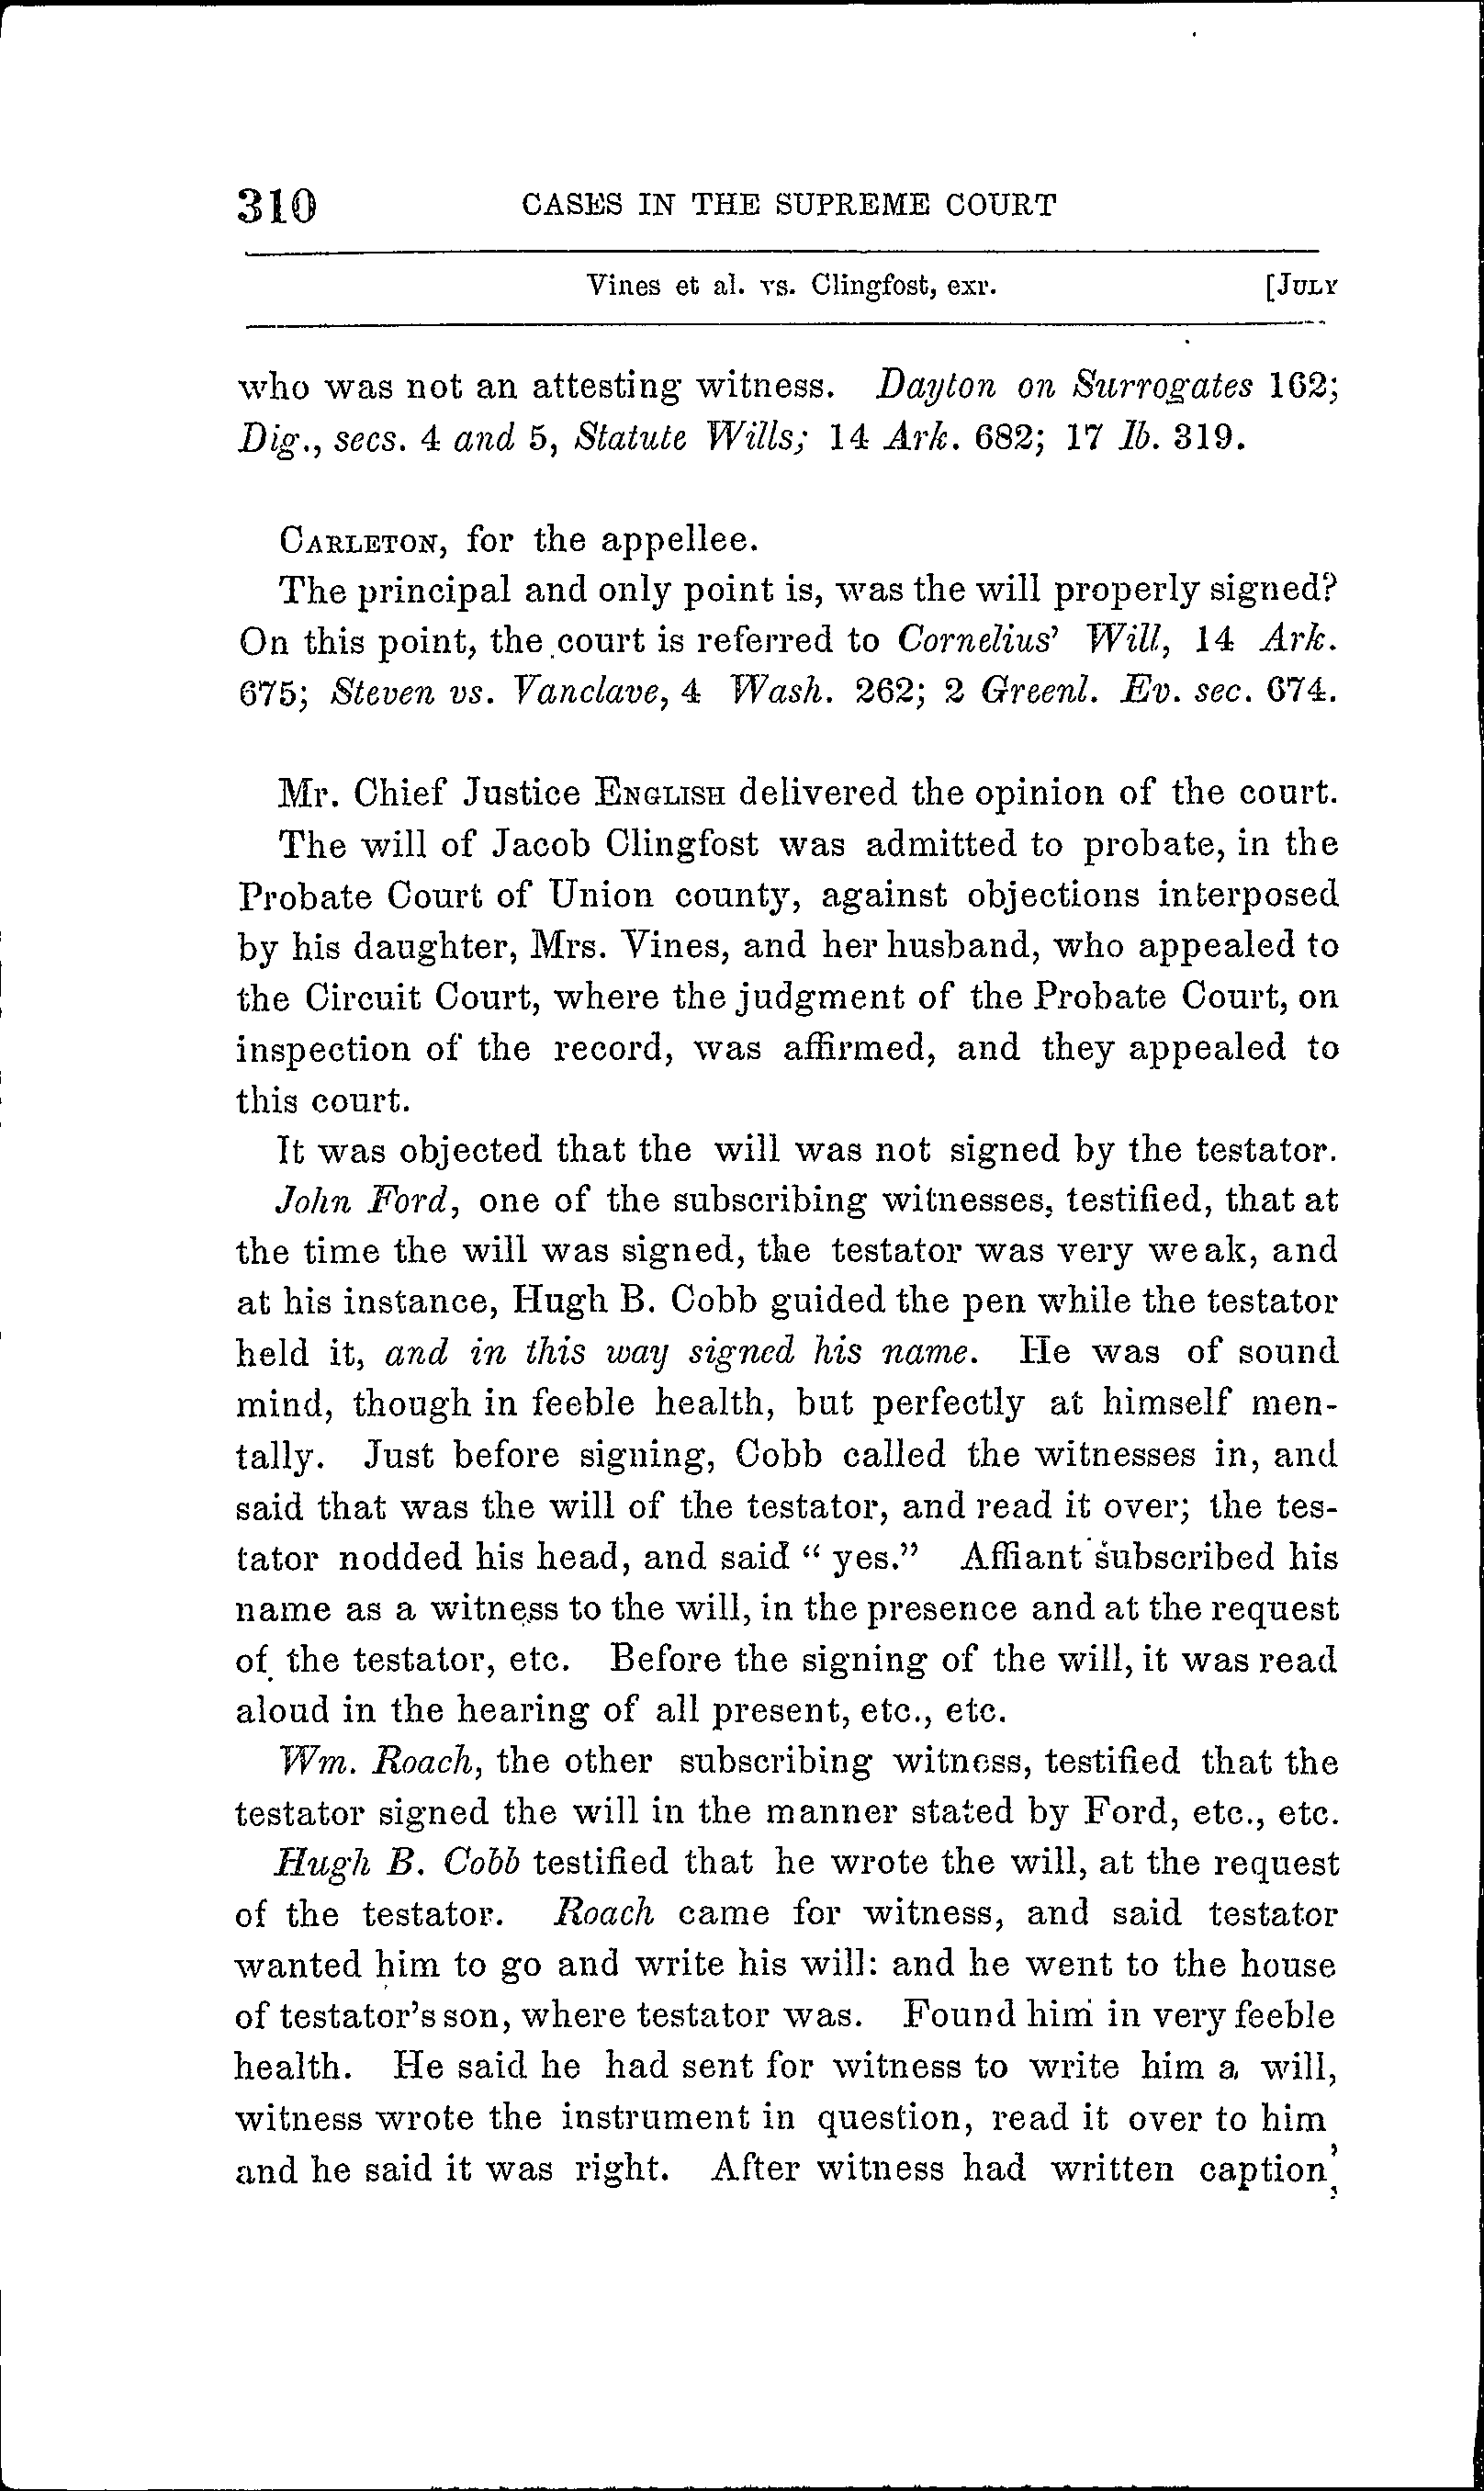 310 CASES IN THE SUPREME COURT
Vines et al. vs. Clingfost, exr. [JULY
who was not an attesting witness. Dayton on Surrogates 162;
Dig., secs. 4 and 5, Statute Wills; 14 Ark. 682; 17 Ib. 319.
CARLETON, for the appellee.
The principal and only point is, was the will properly signed?
On this point, the court is referred to Cornelius' Will, 14 Ark.
675; Steven vs. Vanclave, 4 Wash. 262; 2 Greenl. Ev. sec. 674.
Mr. Chief Justice ENGLISH delivered the opinion of the court.
The will of Jacob Clingfost was admitted to probate, in the
Probate Court of Union county, against objections interposed
by his daughter, Mrs. Vines, and her husband, who appealed to
the Circuit Court, where the judgment of the Probate Court, on
inspection of the record, was affirmed, and they appealed to
this court.
It was objected that the will was not signed by the testator.
John Ford, one of the subscribing witnesses, testified, that at
the time the will was signed, the testator was very weak, and
at his instance, Hugh B. Cobb guided the pen while the testator
held it, and in this way signed his name. He was of sound
mind, though in feeble health, but perfectly at himself men-
tally. Just before signing, Cobb called the witnesses in, and
said that was the will of the testator, and read it over; the tes-
tator nodded his head, and said " yes." Affiant subscribed his
name as a witness to the will, in the presence and at the request
of the testator, etc. Before the signing of the will, it was read
aloud in the hearing of all present, etc., etc.
Wm. Roach, the other subscribing witness, testified that the
testator signed the will in the manner stated by Ford, etc., etc.
Hugh B. Cobb testified that he wrote the will, at the request
of the testator. Roach came for witness, and said testator
wanted him to go and write his will: and he went to the house
of testator's son, where testator was. Found him in very feeble
health. He said he had sent for witness to write him a will,
witness wrote the instrument in question, read it over to him,
and he said it was right. After witness had written caption,